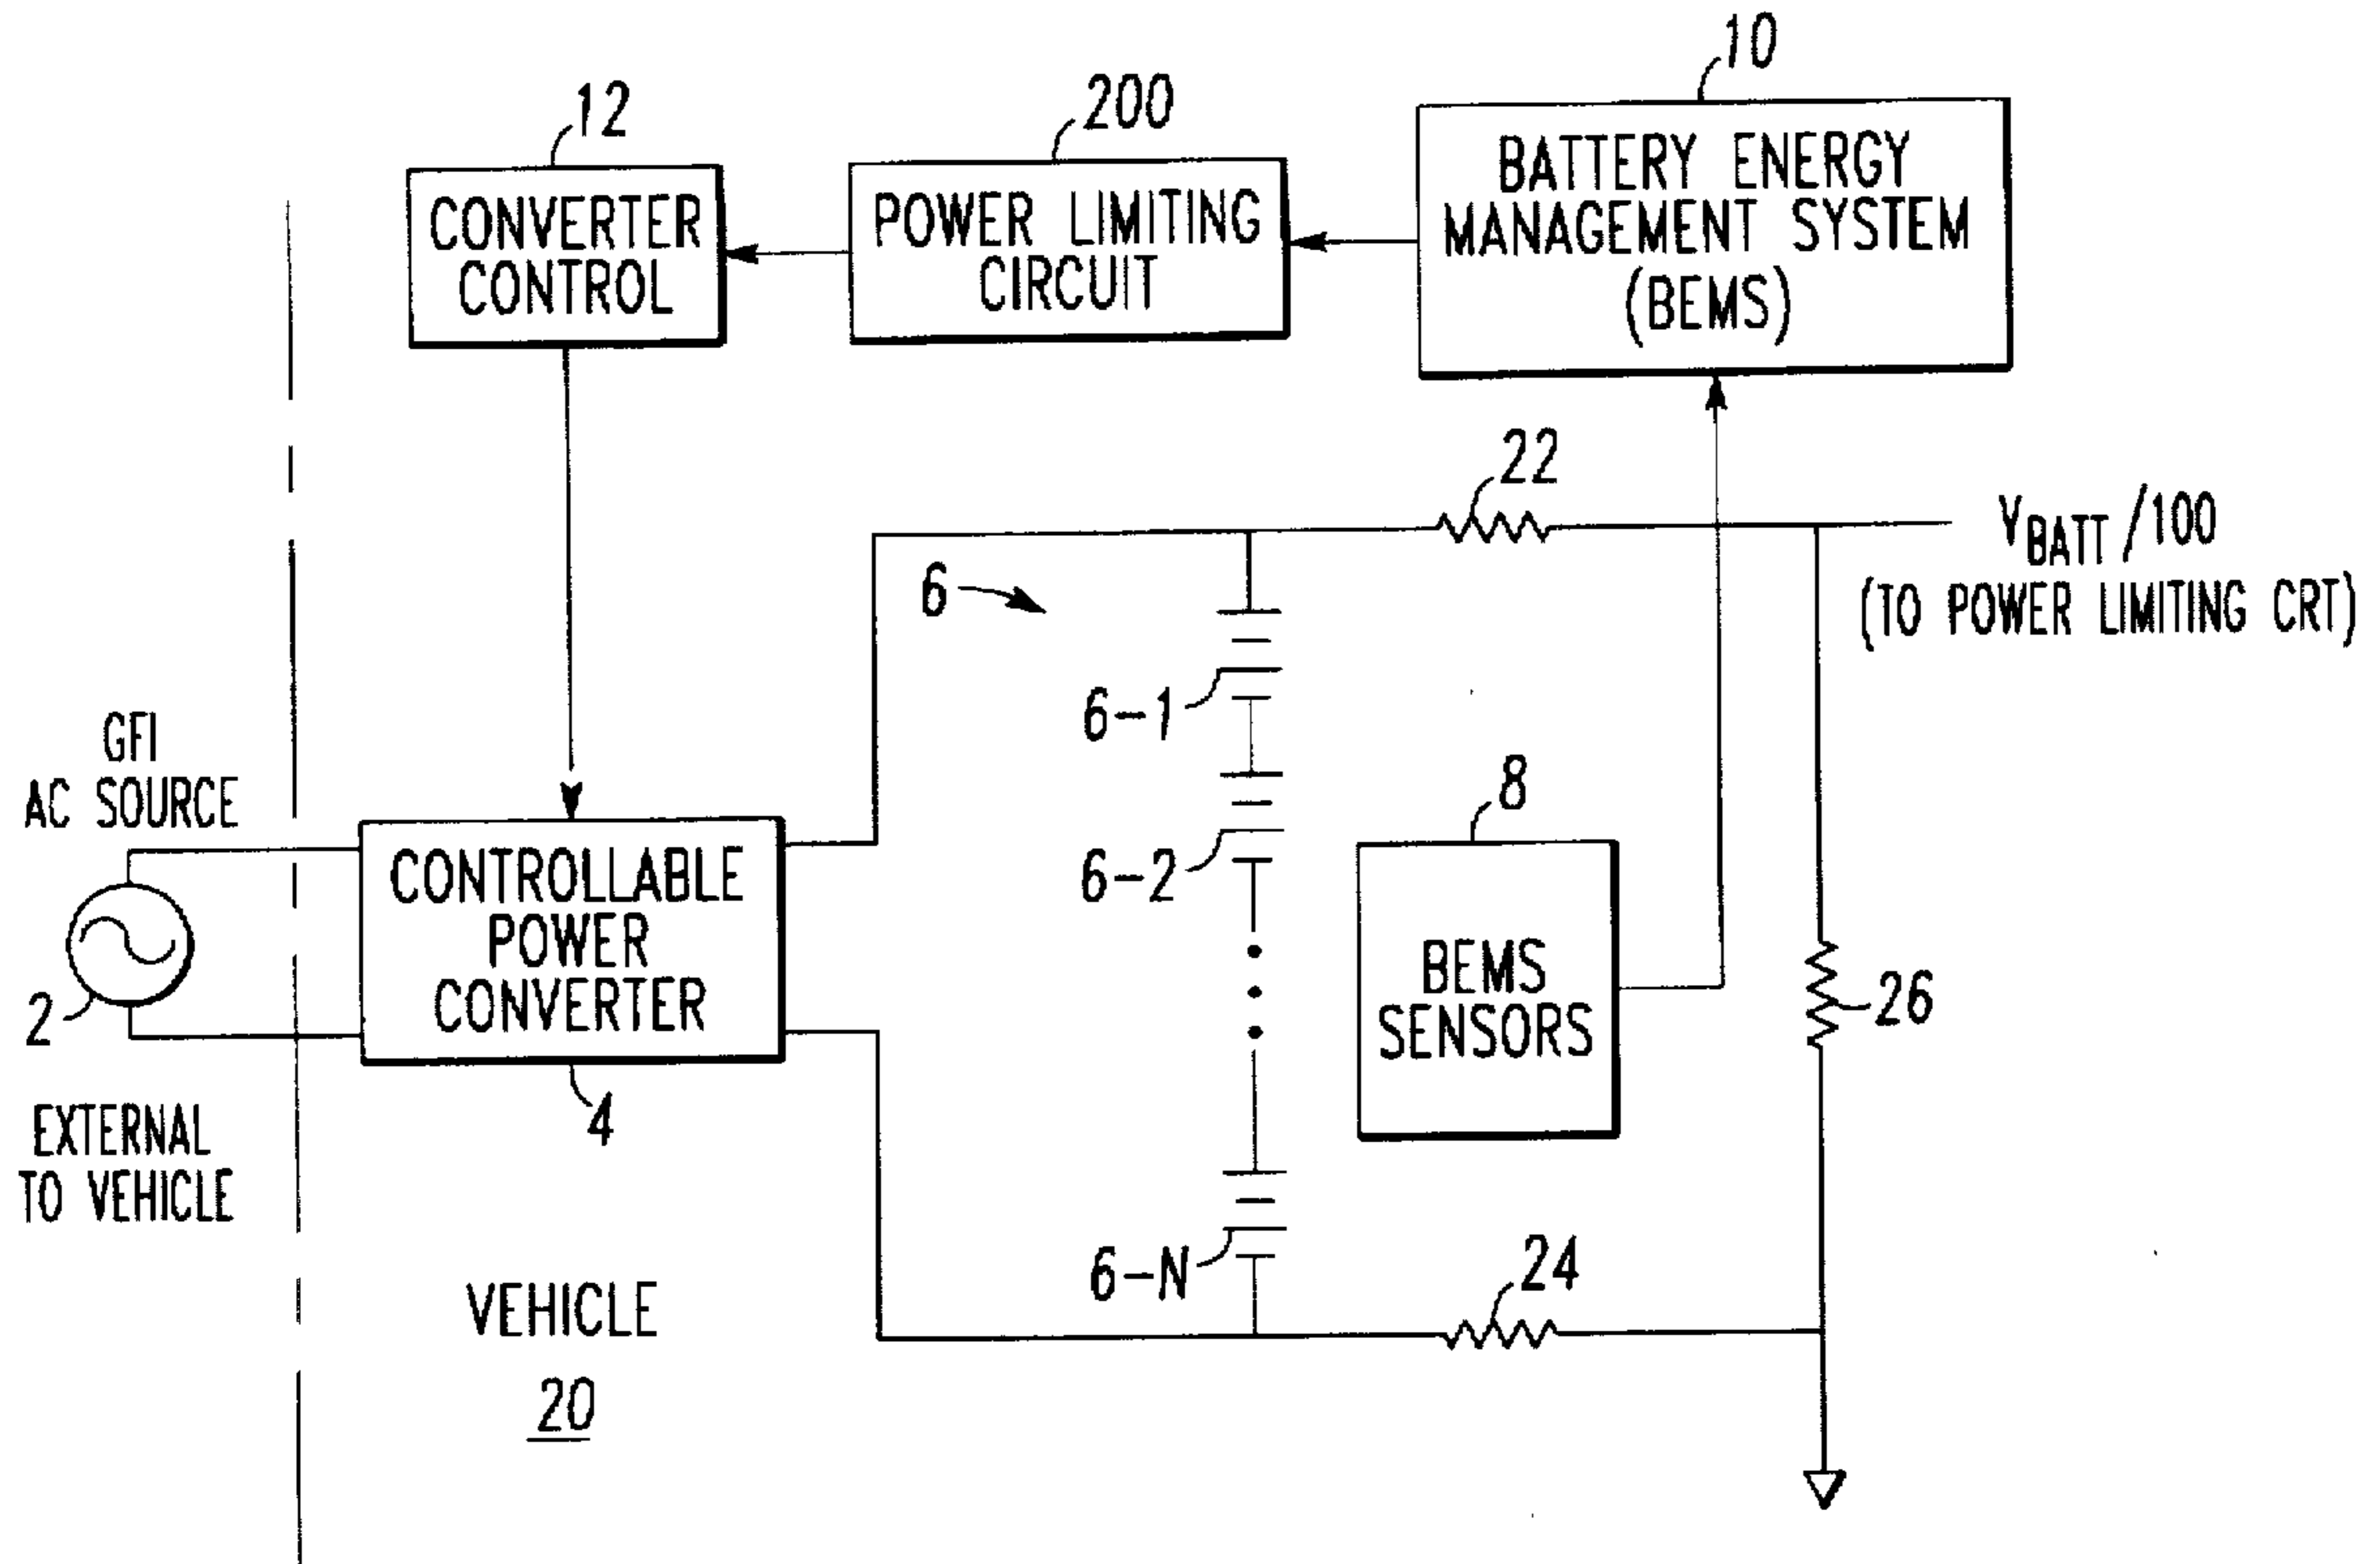 10
12
200
CONVERTER
CONTROL
POWER LIMITING
CIRCUIT
BATTERY ENERGY
MANAGEMENT SYSTEM
(BEMS)
22
VBATT/100
(TO POWER LIMITING CRT)
6
6-1
GFI
AC SOURCE
8
6-2
CONTROLLABLE
POWER
CONVERTER
BEMS
SENSORS
26
2
4
EXTERNAL
TO VEHICLE
6-N
24
VEHICLE
20